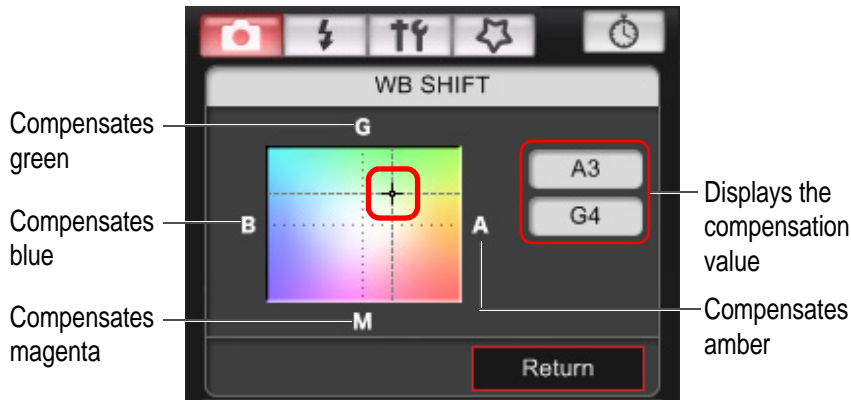 WB SHIFT
Compensates
green
G
A3
Compensates
blue
B
A
G4
Displays the
compensation
value
Compensates
magenta
M
Compensates
amber
Return